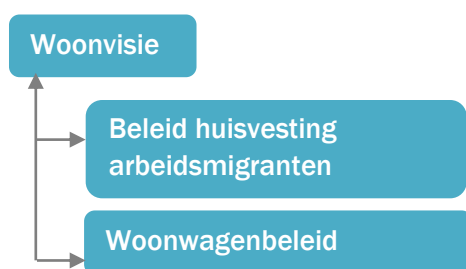 Woonvisie
Beleid huisvesting
arbeidsmigranten
Woonwagenbeleid